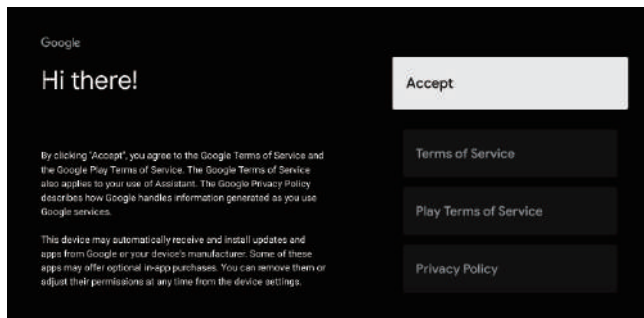 Google
Hi there!
By clicking "Accept", you agree to the Google Terms of Service and
the Google Play Terms of Service. The Google Terms of Service
also applies to your use of Assistant. The Google Privacy Policy
describes how Google handles information generated as you use
Google services.
This device may automatically receive and install updates and
apps from Google or your device's manufacturer. Some of these
apps may offer optional in-app purchases. You can remove them or
adjust their permissions at any time from the device settings.
Accept
Terms of Service
Play Terms of Service
Privacy Policy